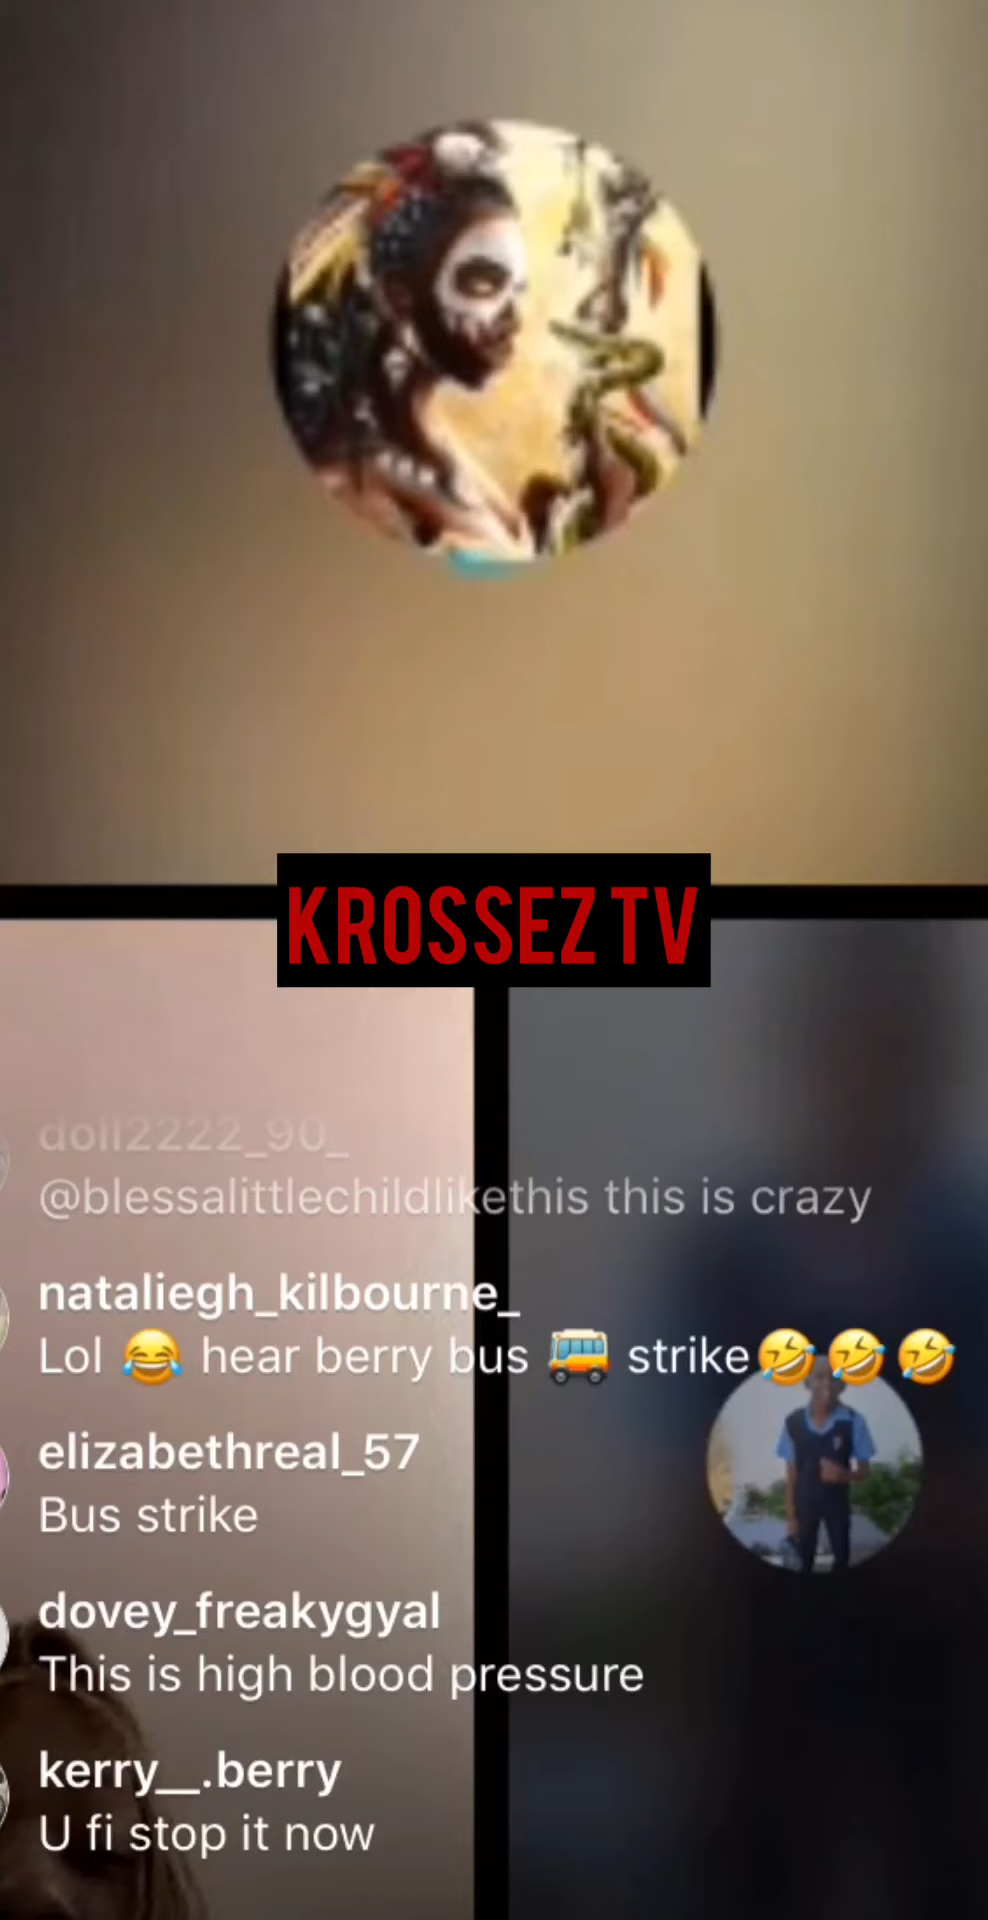 KROSSEZ TV
doll2222_90_
@blessalittlechildlikethis this is crazy
nataliegh_kilbourne_
Lol 😂 hear berry bus 🚌 strike🤣🤣🤣
elizabethreal_57
Bus strike
dovey_freakygyal
This is high blood pressure
kerry__.berry
U fi stop it now